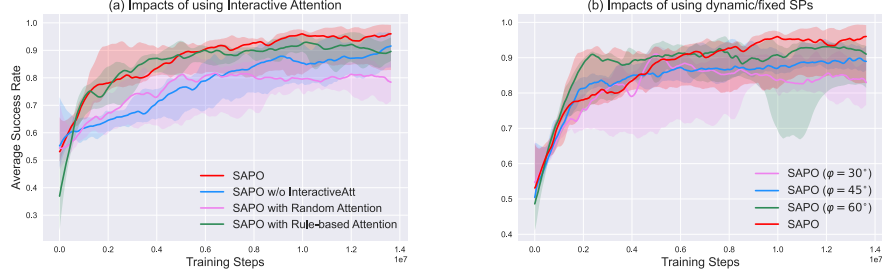 (a) Impacts of using Interactive Attention
1.0
0.9
0.8
0.7
0.6
0.5
0.4
0.3
Average Success Rate
SAPO
SAPO w/o InteractiveAtt
SAPO with Random Attention
SAPO with Rule-based Attention
0.0 0.2 0.4 0.6 0.8 1.0 1.2 1.4
1e7
Training Steps
(b) Impacts of using dynamic/fixed SPs
1.0
0.9
0.8
0.7
0.6
0.5
0.4
SAPO (φ = 30°)
SAPO (φ = 45°)
SAPO (φ = 60°)
SAPO
0.0 0.2 0.4 0.6 0.8 1.0 1.2 1.4
1e7
Training Steps